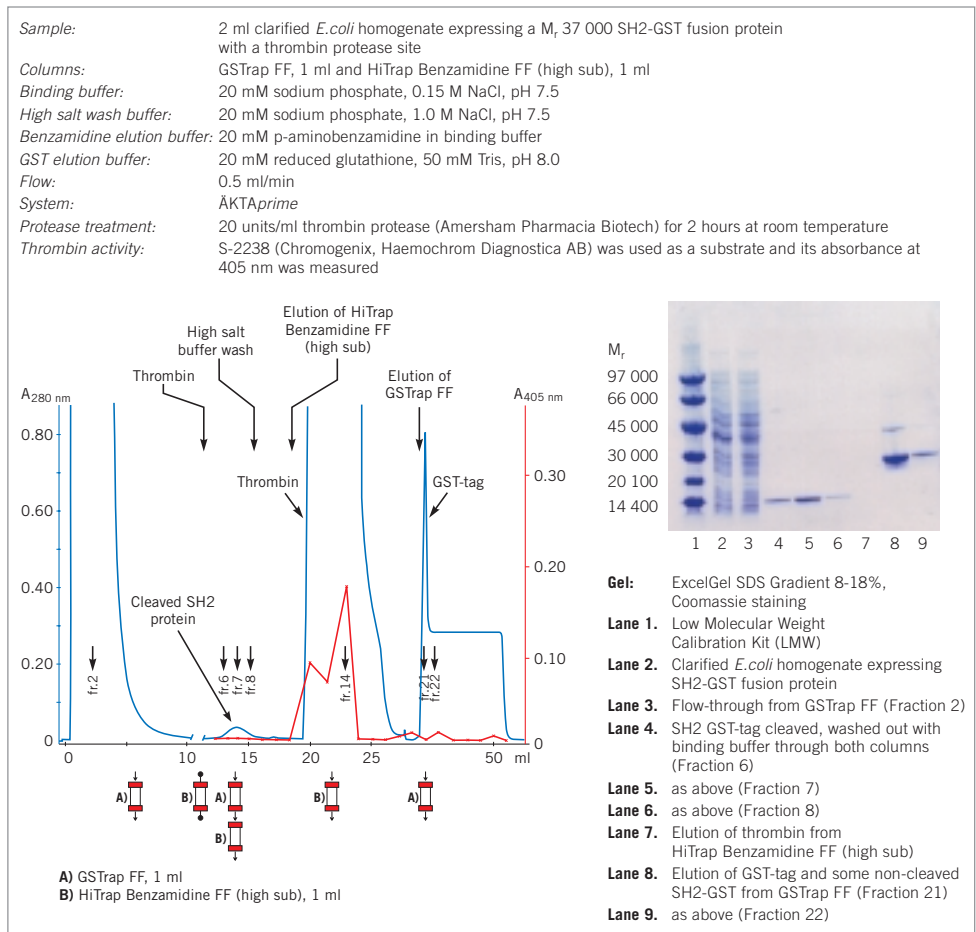 Sample: 2 ml clarified E.coli homogenate expressing a Mr 37 000 SH2-GST fusion protein
with a thrombin protease site
Columns: GSTrap FF, 1 ml and HiTrap Benzamidine FF (high sub), 1 ml
Binding buffer: 20 mM sodium phosphate, 0.15 M NaCl, pH 7.5
High salt wash buffer: 20 mM sodium phosphate, 1.0 M NaCl, pH 7.5
Benzamidine elution buffer: 20 mM p-aminobenzamidine in binding buffer
GST elution buffer: 20 mM reduced glutathione, 50 mM Tris, pH 8.0
Flow: 0.5 ml/min
System: ÄKTAprime
Protease treatment: 20 units/ml thrombin protease (Amersham Pharmacia Biotech) for 2 hours at room temperature
Thrombin activity: S-2238 (Chromogenix, Haemochrom Diagnostica AB) was used as a substrate and its absorbance at
405 nm was measured
Elution of HiTrap
Benzamidine FF
(high sub)
High salt
buffer wash
Thrombin
Elution of
GSTrap FF
A280 nm
A405 nm
0.80
0.60
0.40
0.20
0
0.30
0.20
0.10
0
Thrombin
GST-tag
Cleaved SH2
protein
fr.2
fr.6
fr.7
fr.8
fr.14
fr.21
fr.22
0 10 15 20 25 50 ml
A) B) A) A) A)
B)
A) GSTrap FF, 1 ml
B) HiTrap Benzamidine FF (high sub), 1 ml
Mr
97 000
66 000
45 000
30 000
20 100
14 400
1 2 3 4 5 6 7 8 9
Gel: ExcelGel SDS Gradient 8-18%,
Coomassie staining
Lane 1. Low Molecular Weight
Calibration Kit (LMW)
Lane 2. Clarified E.coli homogenate expressing
SH2-GST fusion protein
Lane 3. Flow-through from GSTrap FF (Fraction 2)
Lane 4. SH2 GST-tag cleaved, washed out with
binding buffer through both columns
(Fraction 6)
Lane 5. as above (Fraction 7)
Lane 6. as above (Fraction 8)
Lane 7. Elution of thrombin from
HiTrap Benzamidine FF (high sub)
Lane 8. Elution of GST-tag and some non-cleaved
SH2-GST from GSTrap FF (Fraction 21)
Lane 9. as above (Fraction 22)